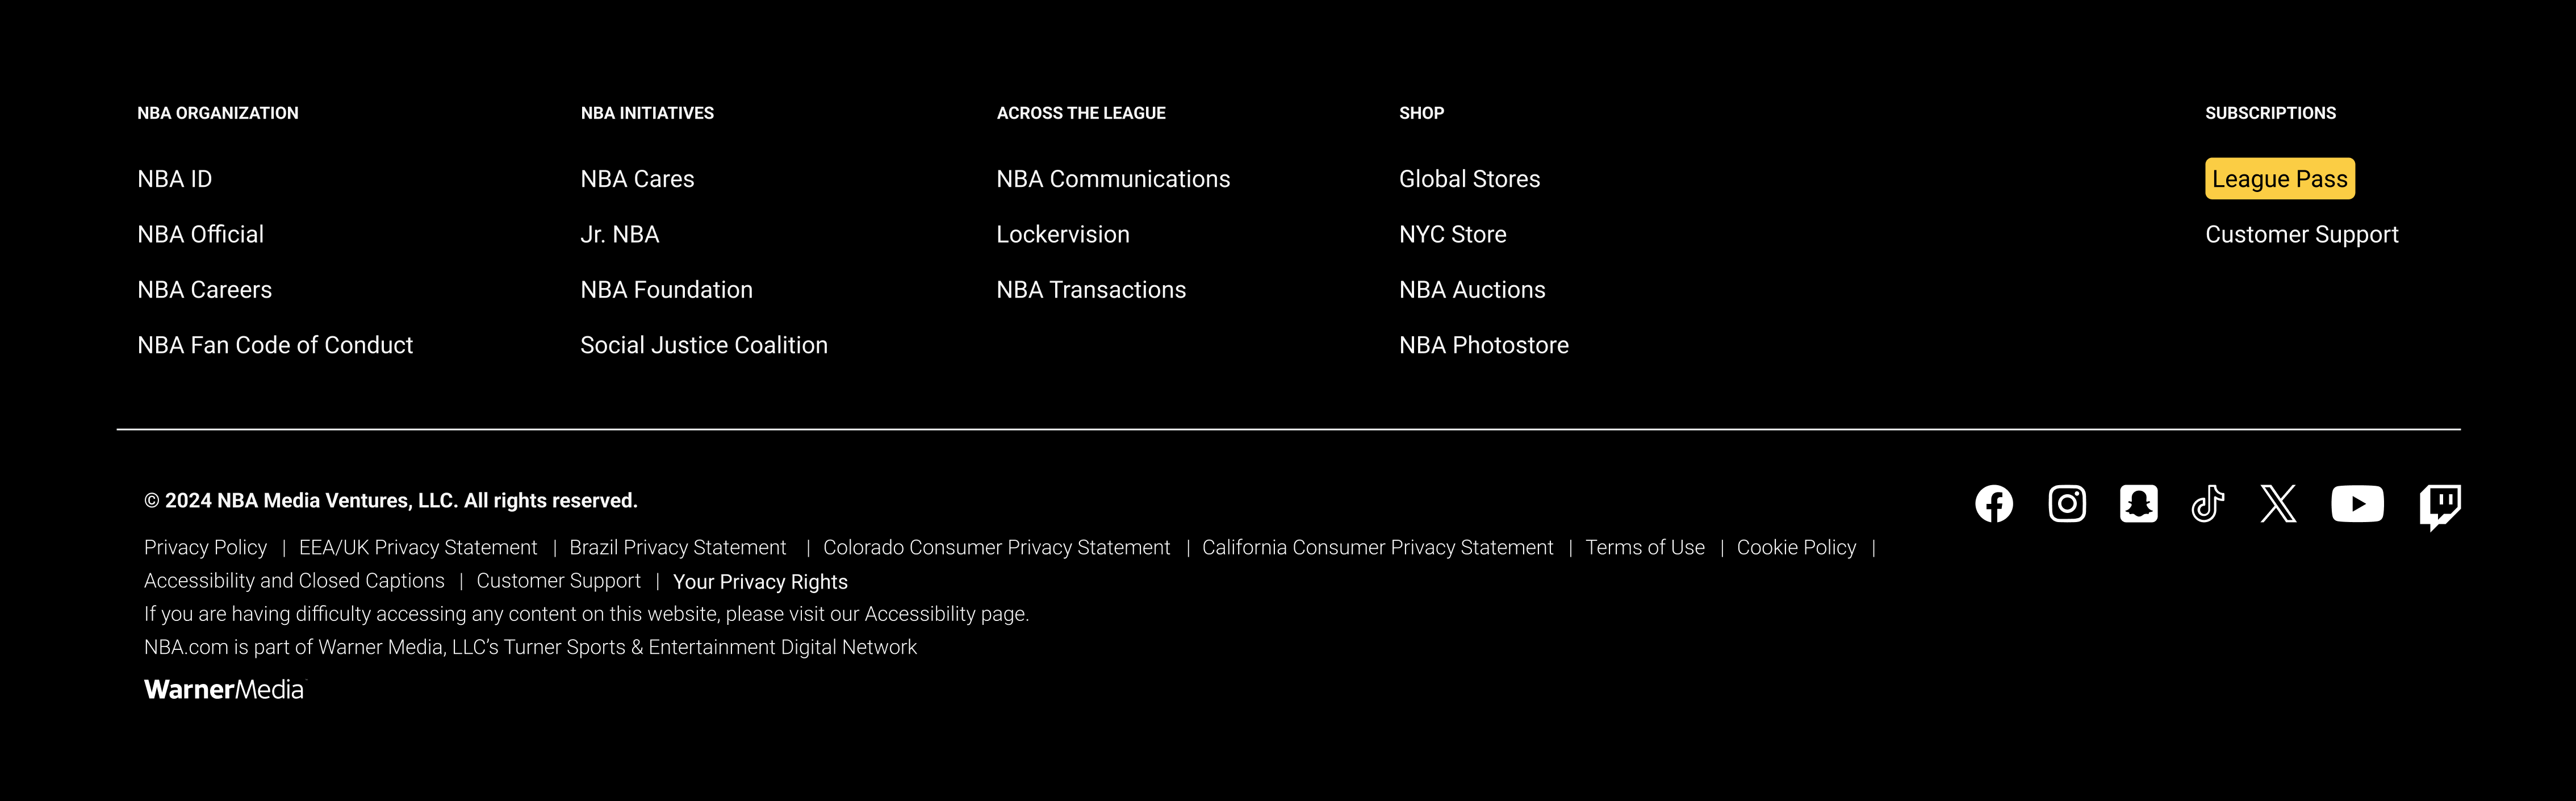 NBA ORGANIZATION
NBA ID
NBA Official
NBA Careers
NBA Fan Code of Conduct
NBA INITIATIVES
NBA Cares
Jr. NBA
NBA Foundation
Social Justice Coalition
ACROSS THE LEAGUE
NBA Communications
Lockervision
NBA Transactions
SHOP
Global Stores
NYC Store
NBA Auctions
NBA Photostore
SUBSCRIPTIONS
League Pass
Customer Support
© 2024 NBA Media Ventures, LLC. All rights reserved.
Privacy Policy | EEA/UK Privacy Statement | Brazil Privacy Statement | Colorado Consumer Privacy Statement | California Consumer Privacy Statement | Terms of Use | Cookie Policy |
Accessibility and Closed Captions | Customer Support | Your Privacy Rights
If you are having difficulty accessing any content on this website, please visit our Accessibility page.
NBA.com is part of Warner Media, LLC’s Turner Sports & Entertainment Digital Network
WarnerMedia